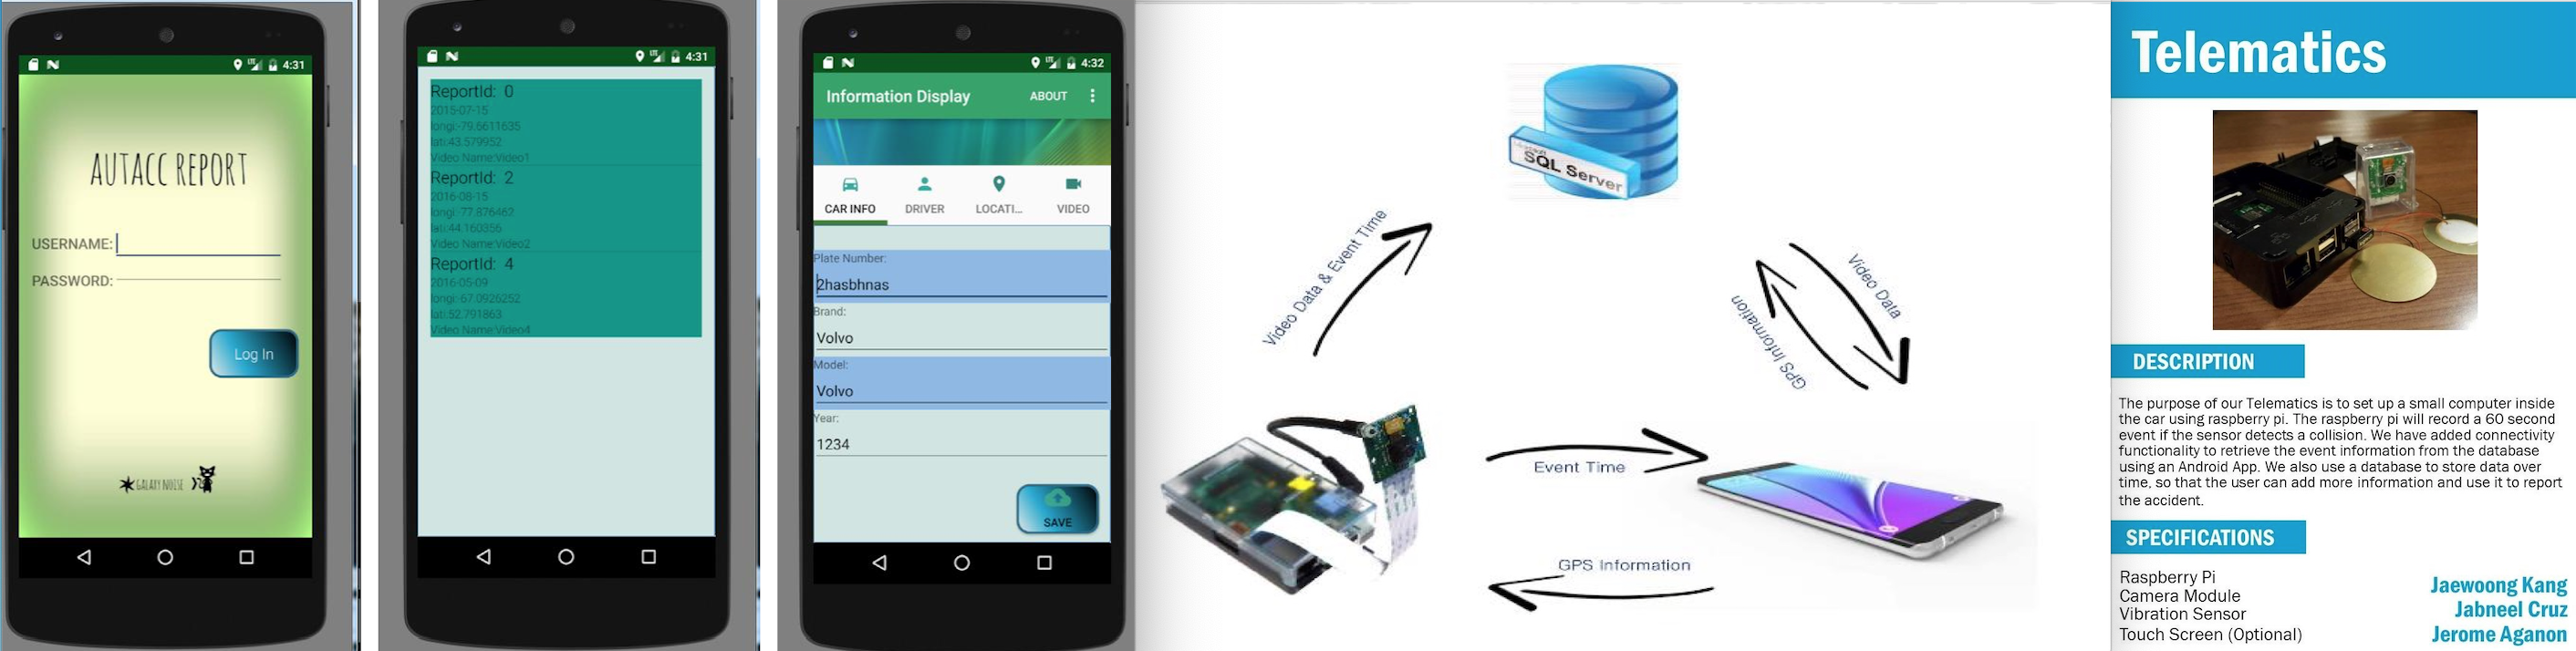 4:31
AUTACC REPORT
USERNAME:
PASSWORD:
Log In
GALAXY NOISE
4:31
ReportId: 0
2015-07-15
longi:-79.6611635
lati:43.579952
Video Name:Video1
ReportId: 2
2016-08-15
longi:-77.876462
lati:44.160356
Video Name:Video2
ReportId: 4
2016-05-09
longi:-67.0926252
lati:52.791863
Video Name:Video4
4:32
Information Display
ABOUT
CAR INFO
DRIVER
LOCATI...
VIDEO
Plate Number:
2hasbhnas
Brand:
Volvo
Model:
Volvo
Year:
1234
SAVE
Microsoft
SQL Server
Video Data & Event Time
Video Data
GPS Information
Event Time
GPS Information
Telematics
DESCRIPTION
The purpose of our Telematics is to set up a small computer inside
the car using raspberry pi. The raspberry pi will record a 60 second
event if the sensor detects a collision. We have added connectivity
functionality to retrieve the event information from the database
using an Android App. We also use a database to store data over
time, so that the user can add more information and use it to report
the accident.
SPECIFICATIONS
Raspberry Pi
Camera Module
Vibration Sensor
Touch Screen (Optional)
Jaewoong Kang
Jabneel Cruz
Jerome Aganon